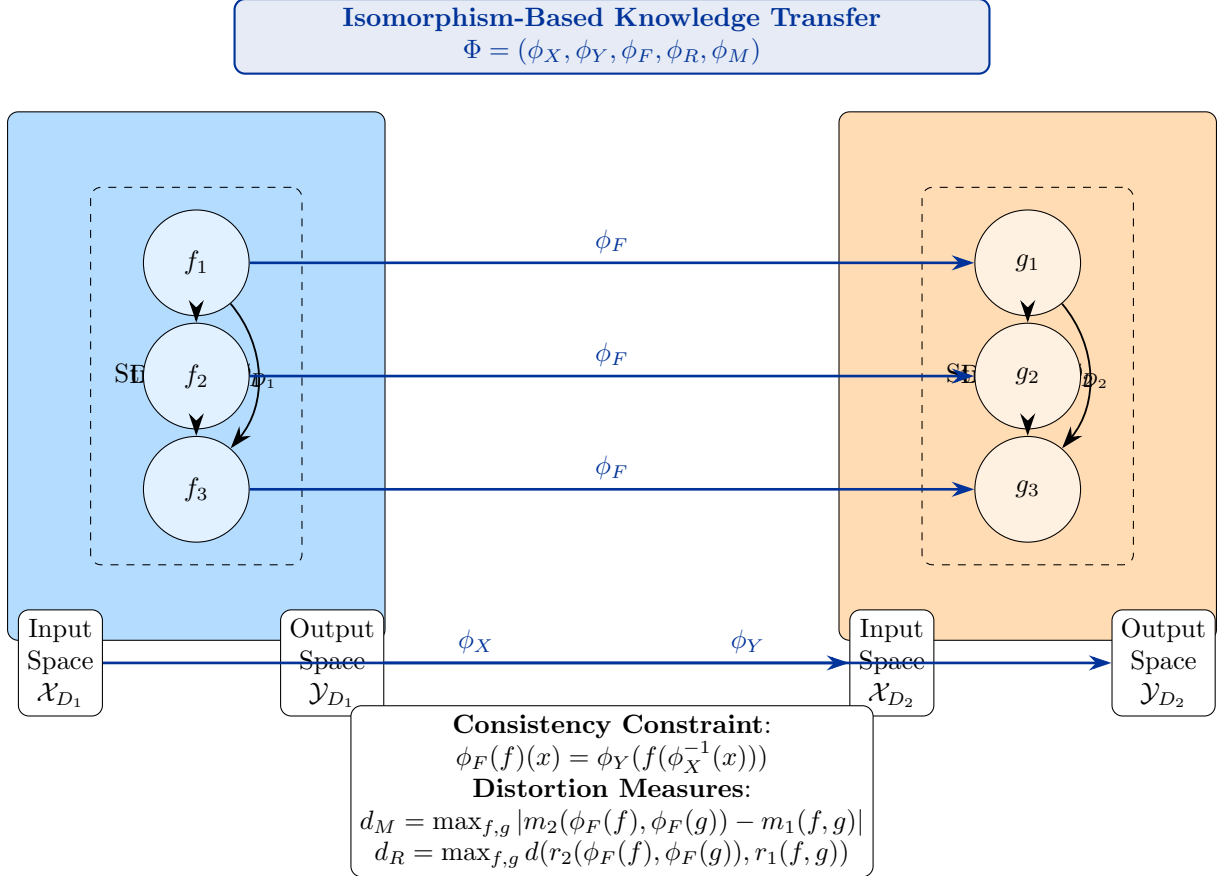 Isomorphism-Based Knowledge Transfer
Φ = (ϕ_X, ϕ_Y, ϕ_F, ϕ_R, ϕ_M)
f_1
ϕ_F
g_1
f_2
D_1
ϕ_F
g_2
D_2
f_3
ϕ_F
g_3
Input
Space
𝒳_{D_1}
Output
Space
𝒴_{D_1}
ϕ_X
ϕ_Y
Input
Space
𝒳_{D_2}
Output
Space
𝒴_{D_2}
Consistency Constraint:
ϕ_F(f)(x) = ϕ_Y(f(ϕ_X^{-1}(x)))
Distortion Measures:
d_M = max_{f,g} |m_2(ϕ_F(f), ϕ_F(g)) − m_1(f, g)|
d_R = max_{f,g} d(r_2(ϕ_F(f), ϕ_F(g)), r_1(f, g))